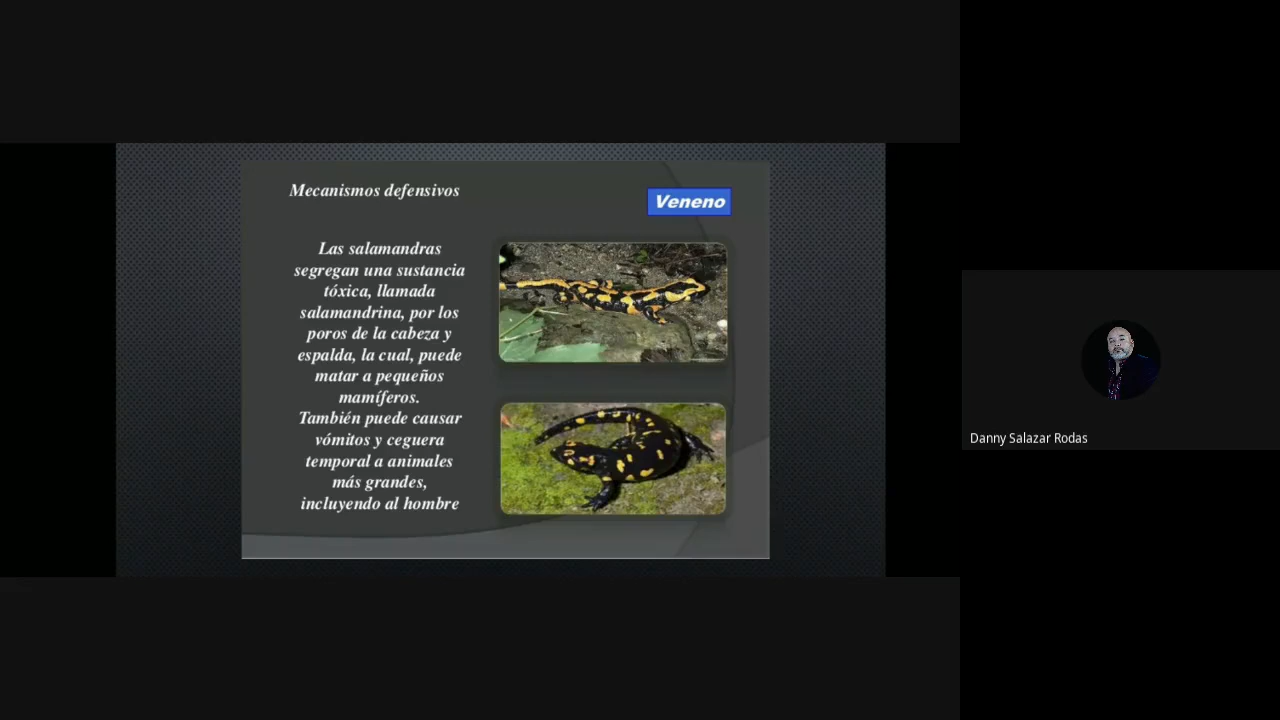 Mecanismos defensivos
Veneno
Las salamandras
segregan una sustancia
tóxica, llamada
salamandrina, por los
poros de la cabeza y
espalda, la cual, puede
matar a pequeños
mamíferos.
También puede causar
vómitos y ceguera
temporal a animales
más grandes,
incluyendo al hombre
Danny Salazar Rodas